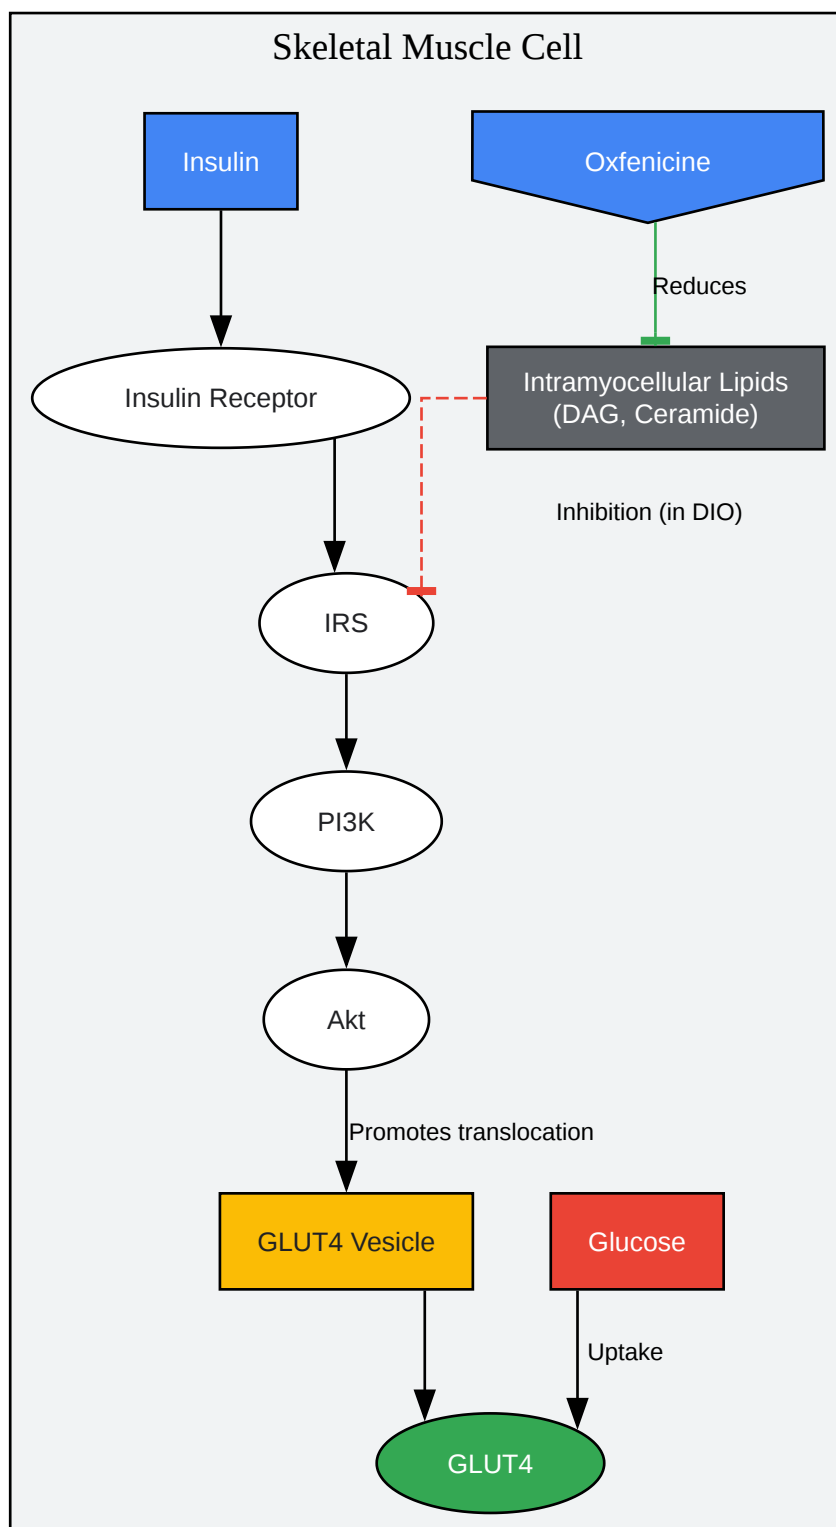 Skeletal Muscle Cell
Insulin
Oxfenicine
Reduces
Insulin Receptor
Intramyocellular Lipids
(DAG, Ceramide)
Inhibition (in DIO)
IRS
PI3K
Akt
Promotes translocation
GLUT4 Vesicle
Glucose
Uptake
GLUT4